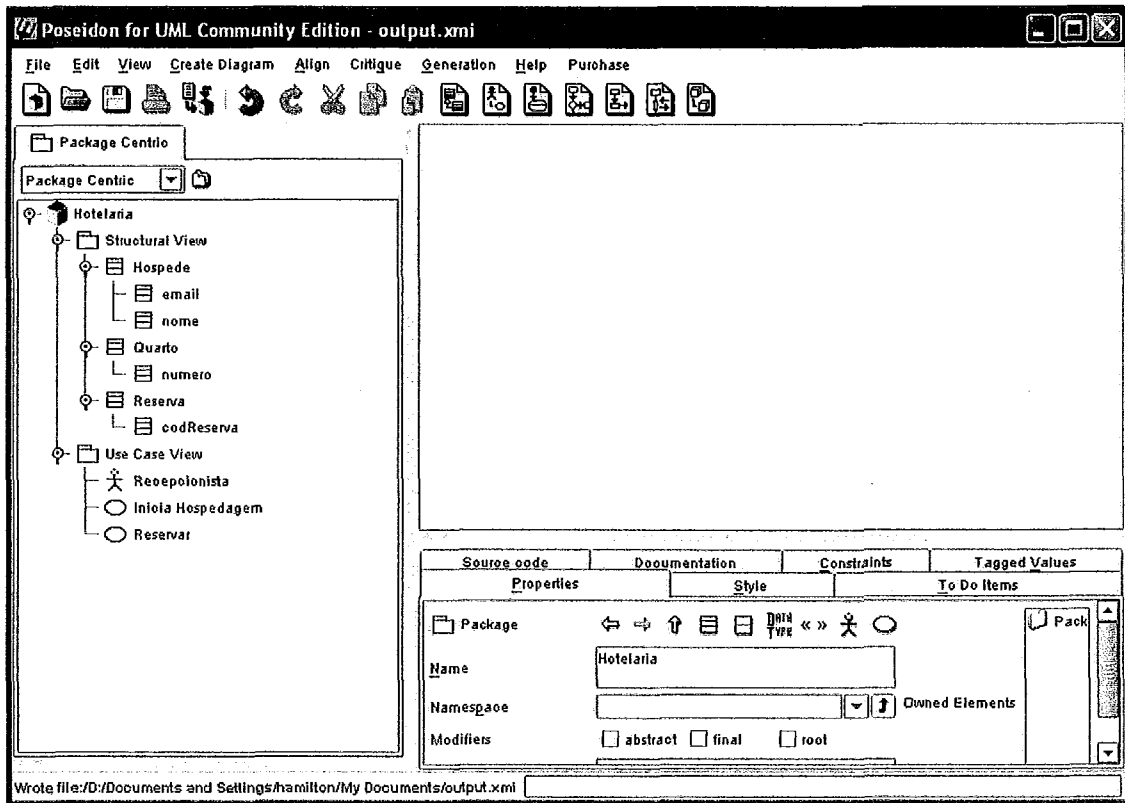 Poseidon for UML Community Edition - output.xmi
File Edit View Create Diagram Align Critique Generation Help Purchase
Package Centric
Package Centric
Hotelaria
Structural View
Hospede
email
nome
Quarto
numero
Reserva
codReserva
Use Case View
Recepcionista
Inicia Hospedagem
Reservar
Source code Documentation Constraints Tagged Values
Properties Style To Do Items
Package DATA TYPE « » Pack
Name Hotelaria
Namespace Owned Elements
Modifiers abstract final root
Wrote file:/D:/Documents and Settings/hamilton/My Documents/output.xmi